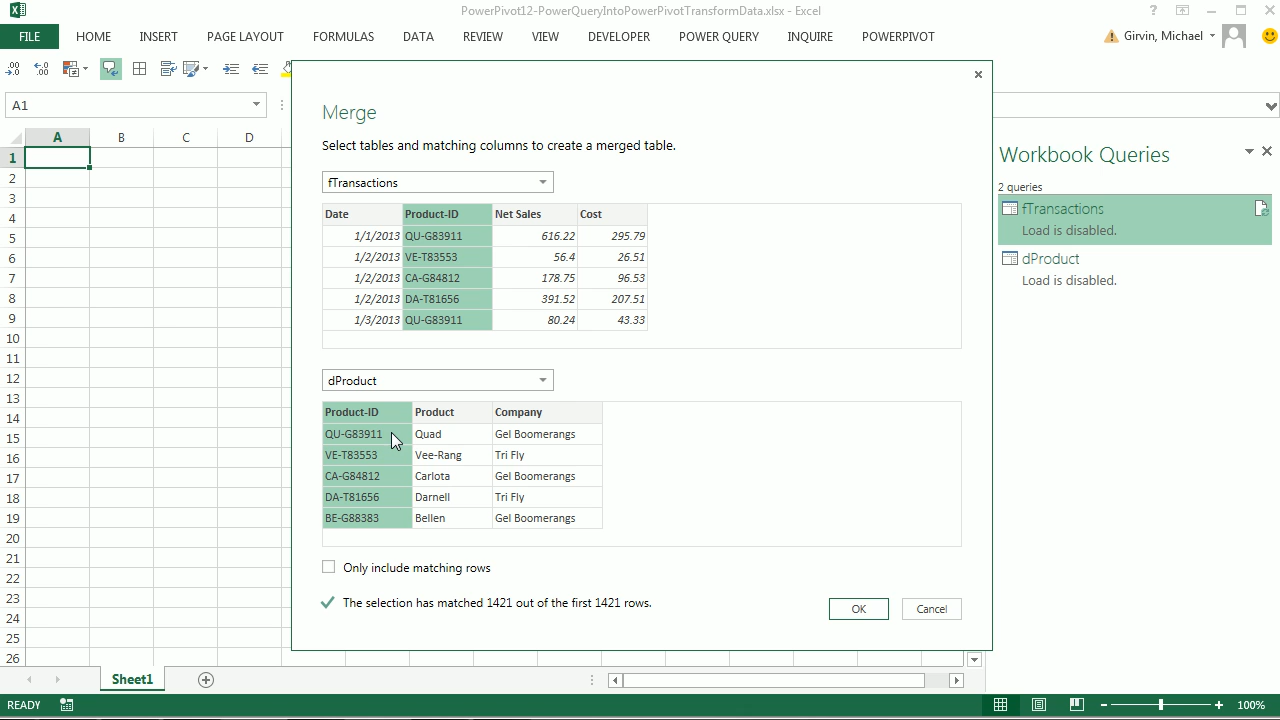 PowerPivot12-PowerQueryIntoPowerPivotTransformData.xlsx - Excel
FILE HOME INSERT PAGE LAYOUT FORMULAS DATA REVIEW VIEW DEVELOPER POWER QUERY INQUIRE POWERPIVOT Girvin, Michael
A1
A B C D
1
2
3
4
5
6
7
8
9
10
11
12
13
14
15
16
17
18
19
20
21
22
23
24
25
26
Merge
Select tables and matching columns to create a merged table.
fTransactions
Date Product-ID Net Sales Cost
1/1/2013 QU-G83911 616.22 295.79
1/2/2013 VE-T83553 56.4 26.51
1/2/2013 CA-G84812 178.75 96.53
1/2/2013 DA-T81656 391.52 207.51
1/3/2013 QU-G83911 80.24 43.33
dProduct
Product-ID Product Company
QU-G83911 Quad Gel Boomerangs
VE-T83553 Vee-Rang Tri Fly
CA-G84812 Carlota Gel Boomerangs
DA-T81656 Darnell Tri Fly
BE-G88383 Bellen Gel Boomerangs
Only include matching rows
The selection has matched 1421 out of the first 1421 rows.
OK Cancel
Workbook Queries
2 queries
fTransactions
Load is disabled.
dProduct
Load is disabled.
Sheet1
READY 100%